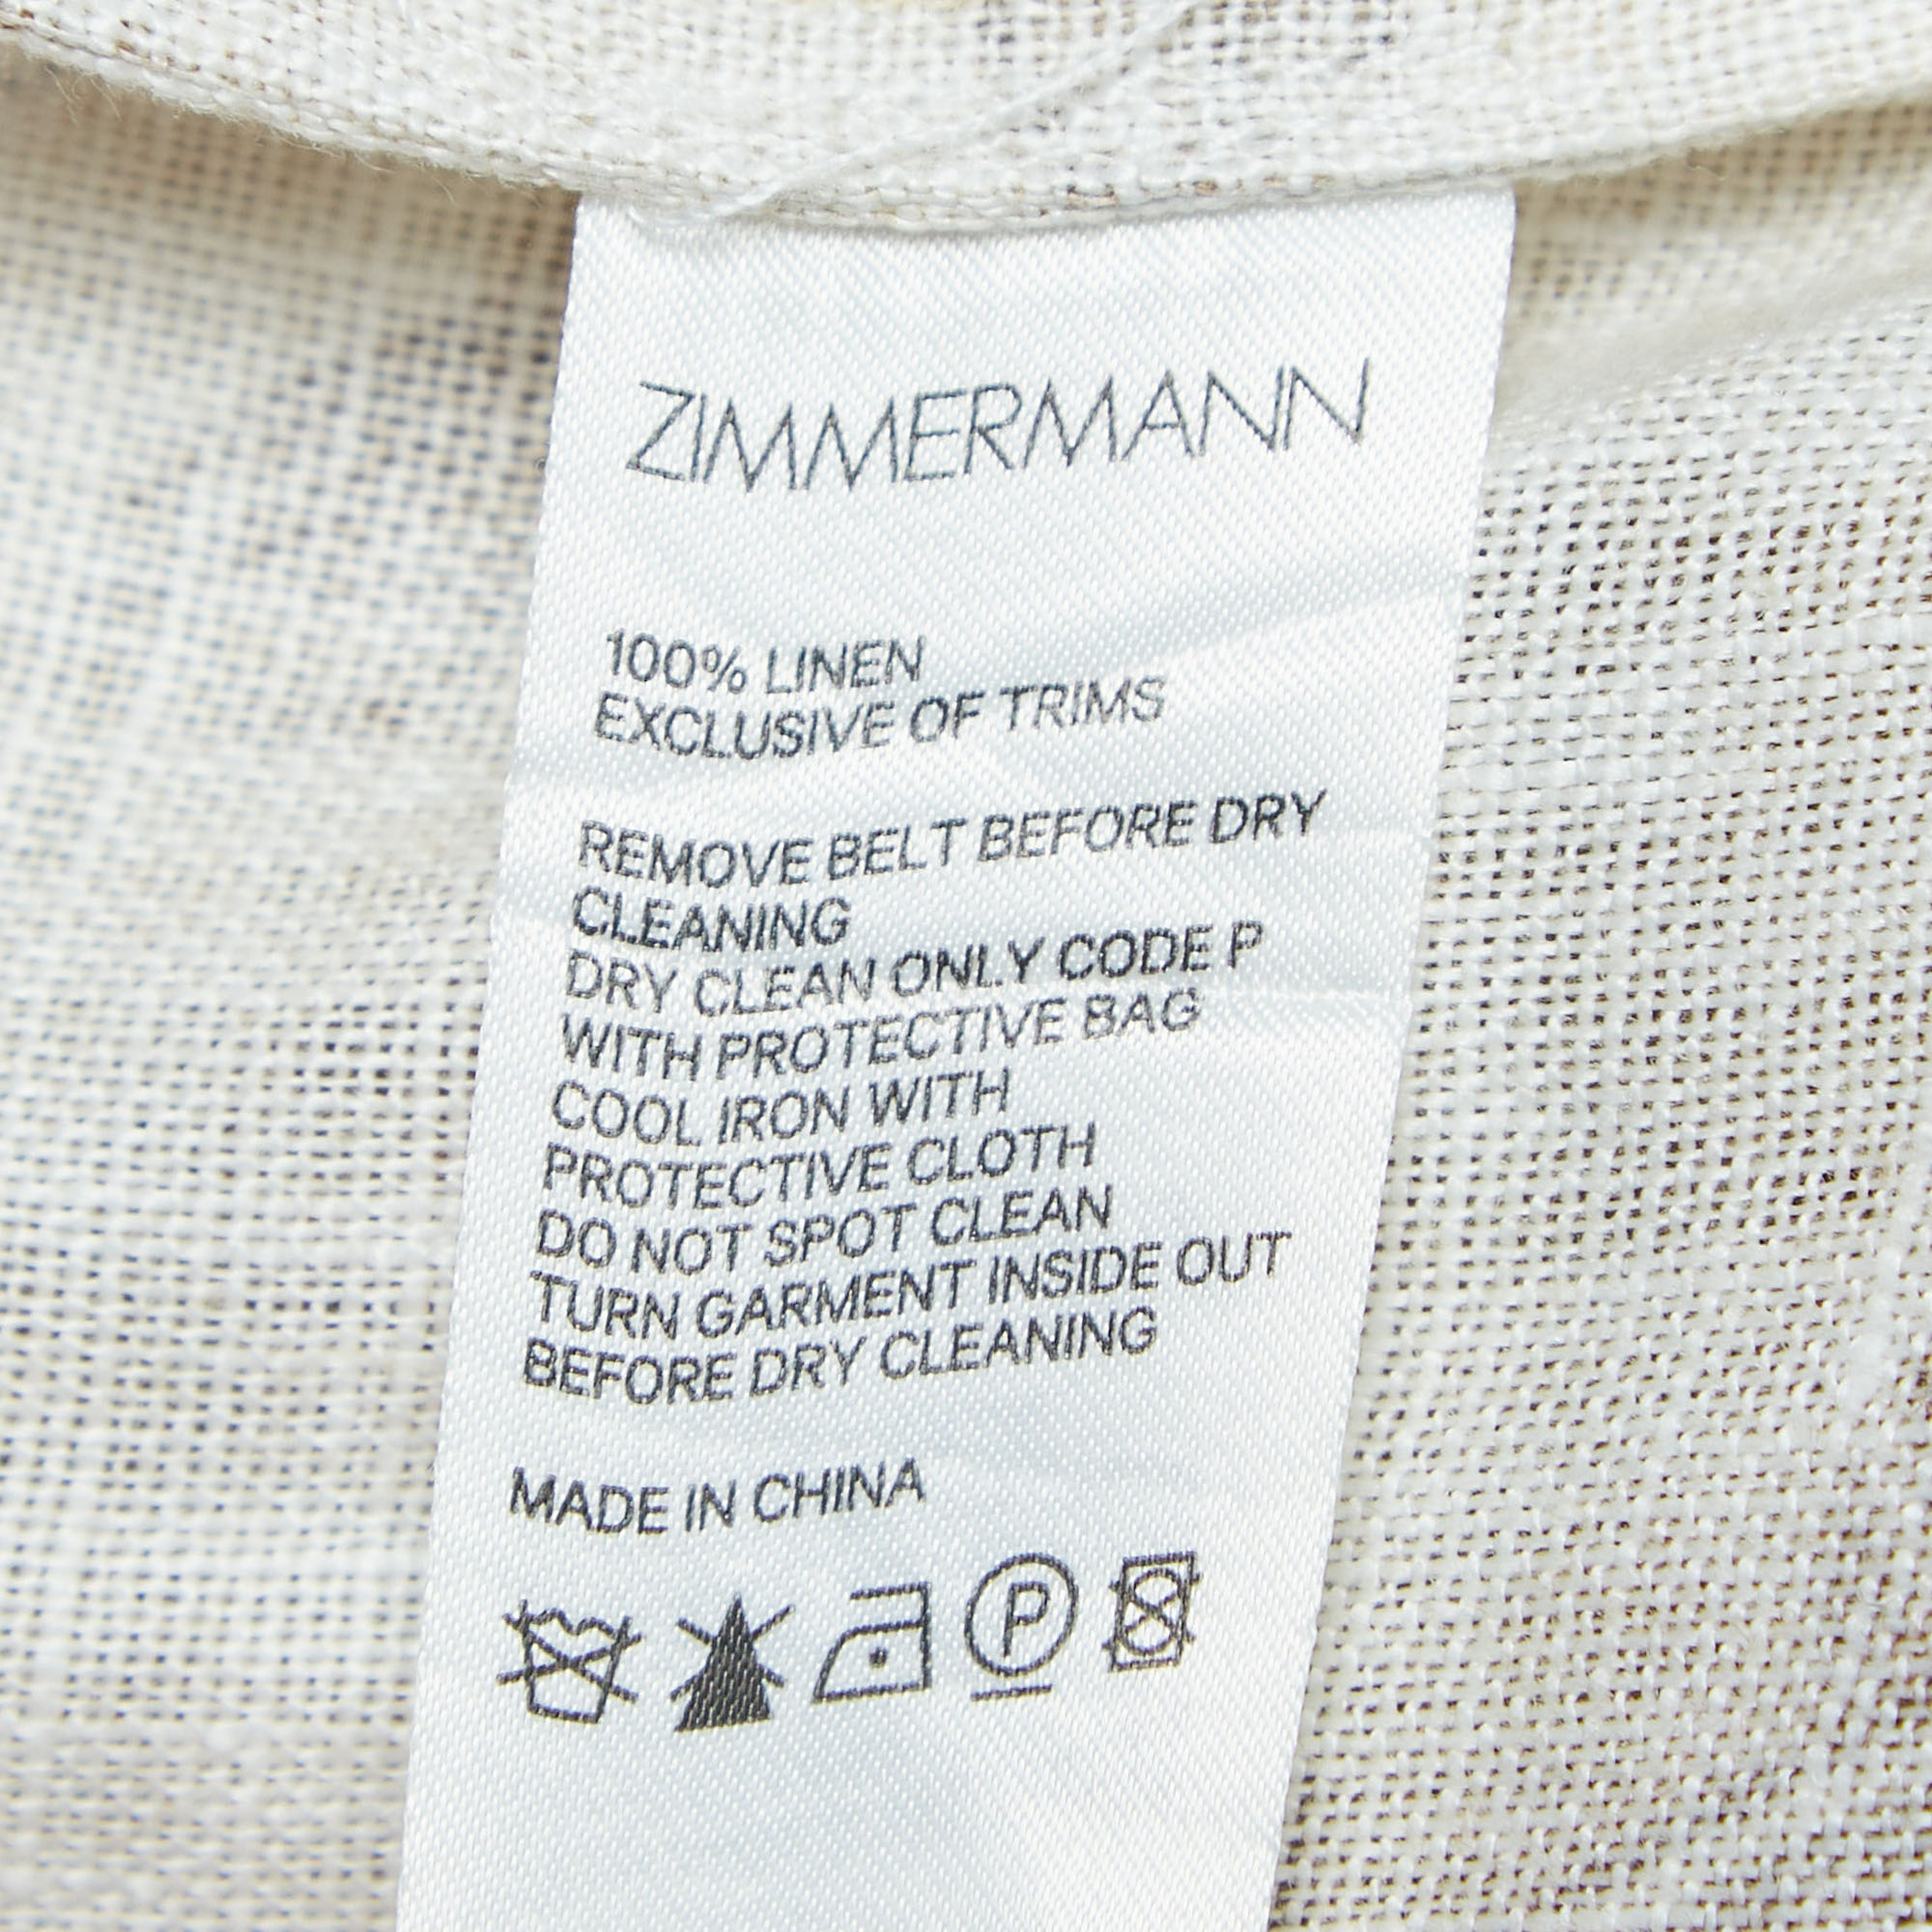 ZIMMERMANN
100% LINEN
EXCLUSIVE OF TRIMS
REMOVE BELT BEFORE DRY
CLEANING
DRY CLEAN ONLY CODE P
WITH PROTECTIVE BAG
COOL IRON WITH
PROTECTIVE CLOTH
DO NOT SPOT CLEAN
TURN GARMENT INSIDE OUT
BEFORE DRY CLEANING
MADE IN CHINA
P